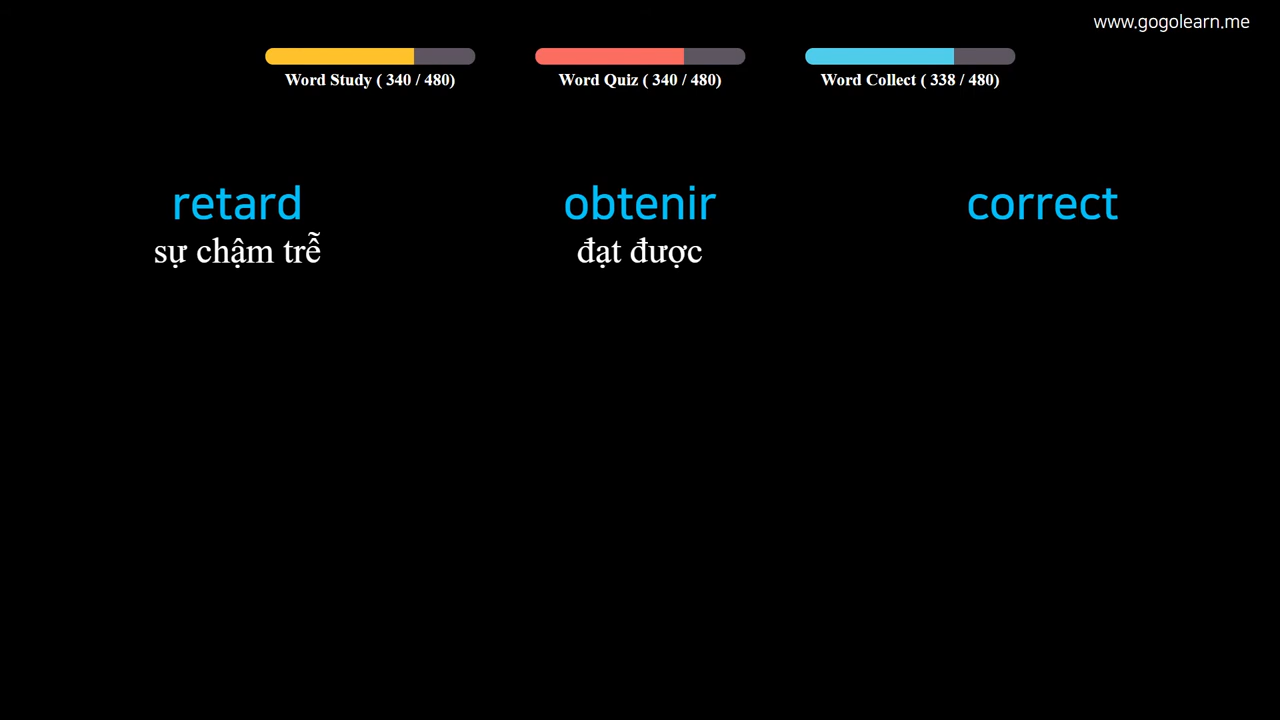 www.gogolearn.me
Word Study ( 340 / 480)
Word Quiz ( 340 / 480)
Word Collect ( 338 / 480)
retard
sự chậm trễ
obtenir
đạt được
correct